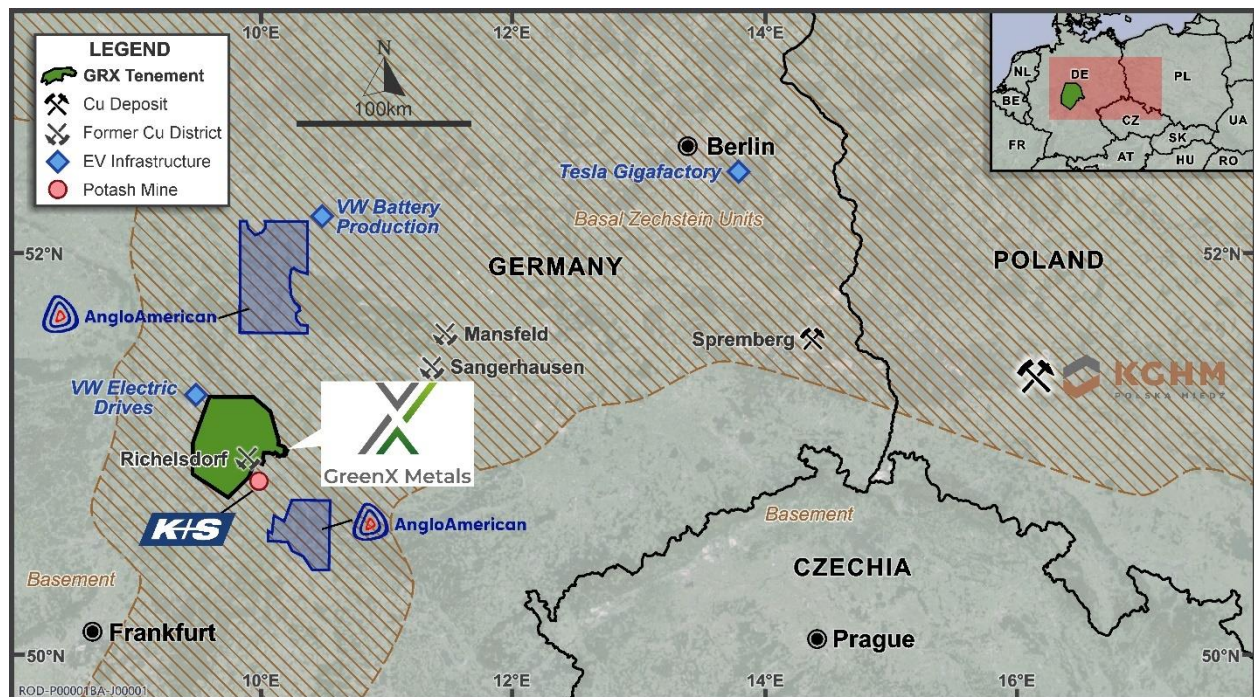 LEGEND
GRX Tenement
Cu Deposit
Former Cu District
EV Infrastructure
Potash Mine
10°E
12°E
14°E
N
100km
NL
DE
PL
BE
CZ
UA
FR
SK
AT
HU
RO
Berlin
Tesla Gigafactory
Basal Zechstein Units
VW Battery
Production
52°N
52°N
GERMANY
POLAND
AngloAmerican
Mansfeld
Sangerhausen
Spremberg
KGHM
POLSKA MIEDŹ
VW Electric
Drives
Richelsdorf
GreenX Metals
K+S
AngloAmerican
Basement
Basement
CZECHIA
Frankfurt
Prague
50°N
50°N
ROD-P00001BA-J00001
10°E
12°E
14°E
16°E